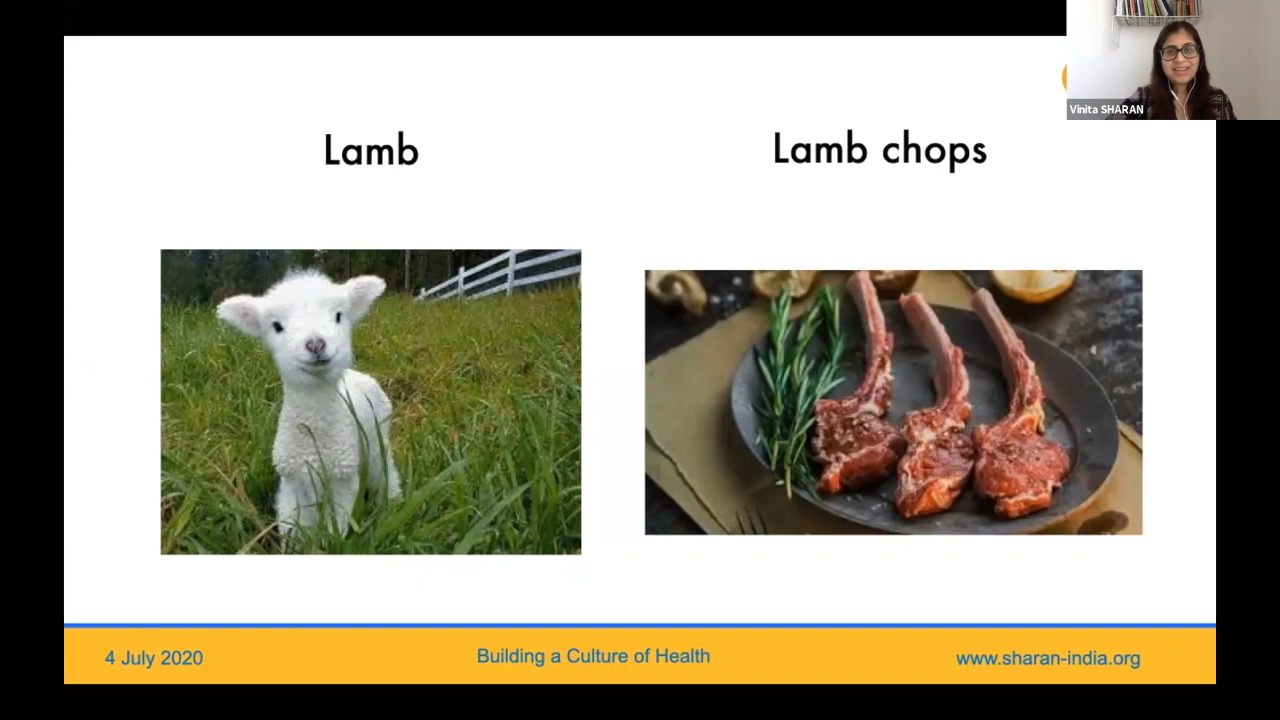 Vinita SHARAN
Lamb
Lamb chops
4 July 2020
Building a Culture of Health
www.sharan-india.org